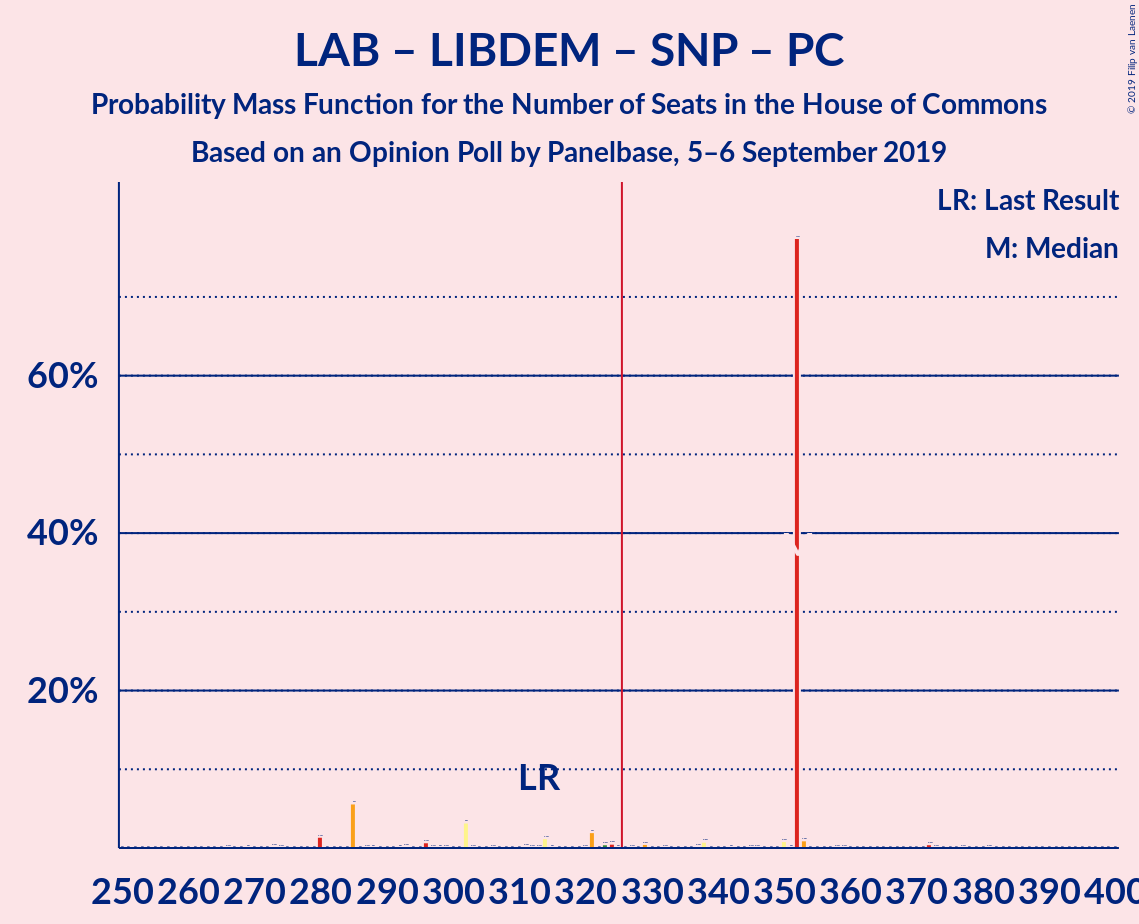 LAB – LIBDEM – SNP – PC
Probability Mass Function for the Number of Seats in the House of Commons
Based on an Opinion Poll by Panelbase, 5–6 September 2019
© 2019 Filip van Laenen
LR: Last Result
M: Median
60%
40%
20%
LR
250 260 270 280 290 300 310 320 330 340 350 360 370 380 390 400